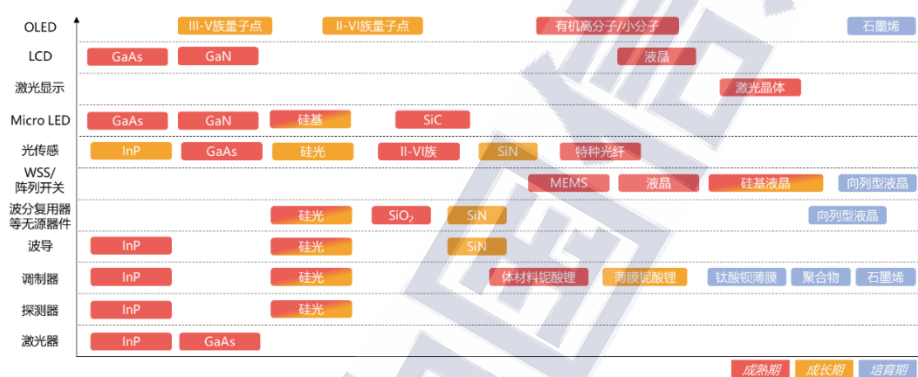 OLED III-V族量子点 II-VI族量子点 有机高分子/小分子 石墨烯
LCD GaAs GaN 液晶
激光显示 激光晶体
Micro LED GaAs GaN 硅基 SiC
光传感 InP GaAs 硅光 II-VI族 SiN 特种光纤
WSS/
阵列开关 MEMS 液晶 硅基液晶 向列型液晶
波分复用器
等无源器件 硅光 SiO₂ SiN 向列型液晶
波导 InP 硅光 SiN
调制器 InP 硅光 体材料铌酸锂 薄膜铌酸锂 钛酸钡薄膜 聚合物 石墨烯
探测器 InP 硅光
激光器 InP GaAs
成熟期 成长期 培育期